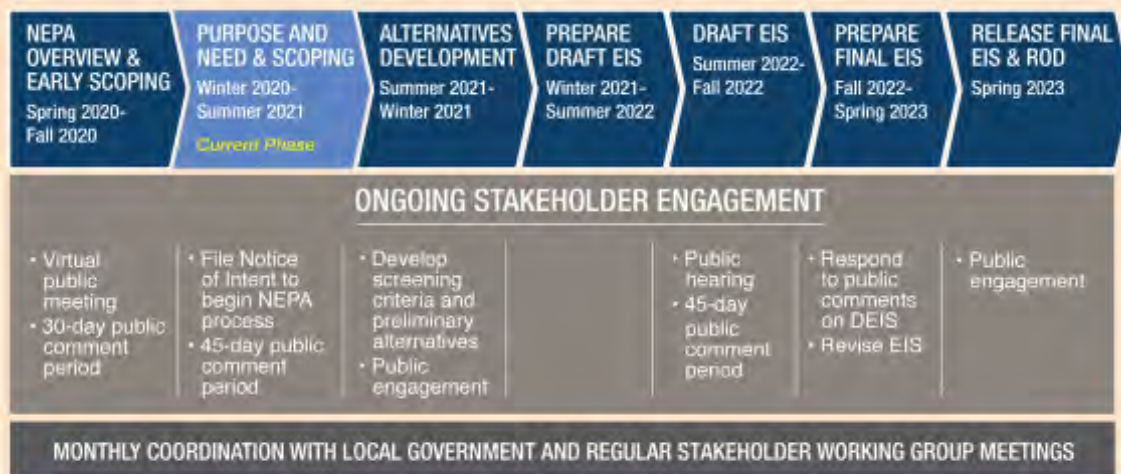 NEPA
OVERVIEW &
EARLY SCOPING
Spring 2020-
Fall 2020
PURPOSE AND
NEED & SCOPING
Winter 2020-
Summer 2021
Current Phase
ALTERNATIVES
DEVELOPMENT
Summer 2021-
Winter 2021
PREPARE
DRAFT EIS
Winter 2021-
Summer 2022
DRAFT EIS
Summer 2022-
Fall 2022
PREPARE
FINAL EIS
Fall 2022-
Spring 2023
RELEASE FINAL
EIS & ROD
Spring 2023
ONGOING STAKEHOLDER ENGAGEMENT
• Virtual
public
meeting
• 30-day public
comment
period
• File Notice
of Intent to
begin NEPA
process
• 45-day public
comment
period
• Develop
screening
criteria and
preliminary
alternatives
• Public
engagement
• Public
hearing
• 45-day
public
comment
period
• Respond
to public
comments
on DEIS
• Revise EIS
• Public
engagement
MONTHLY COORDINATION WITH LOCAL GOVERNMENT AND REGULAR STAKEHOLDER WORKING GROUP MEETINGS